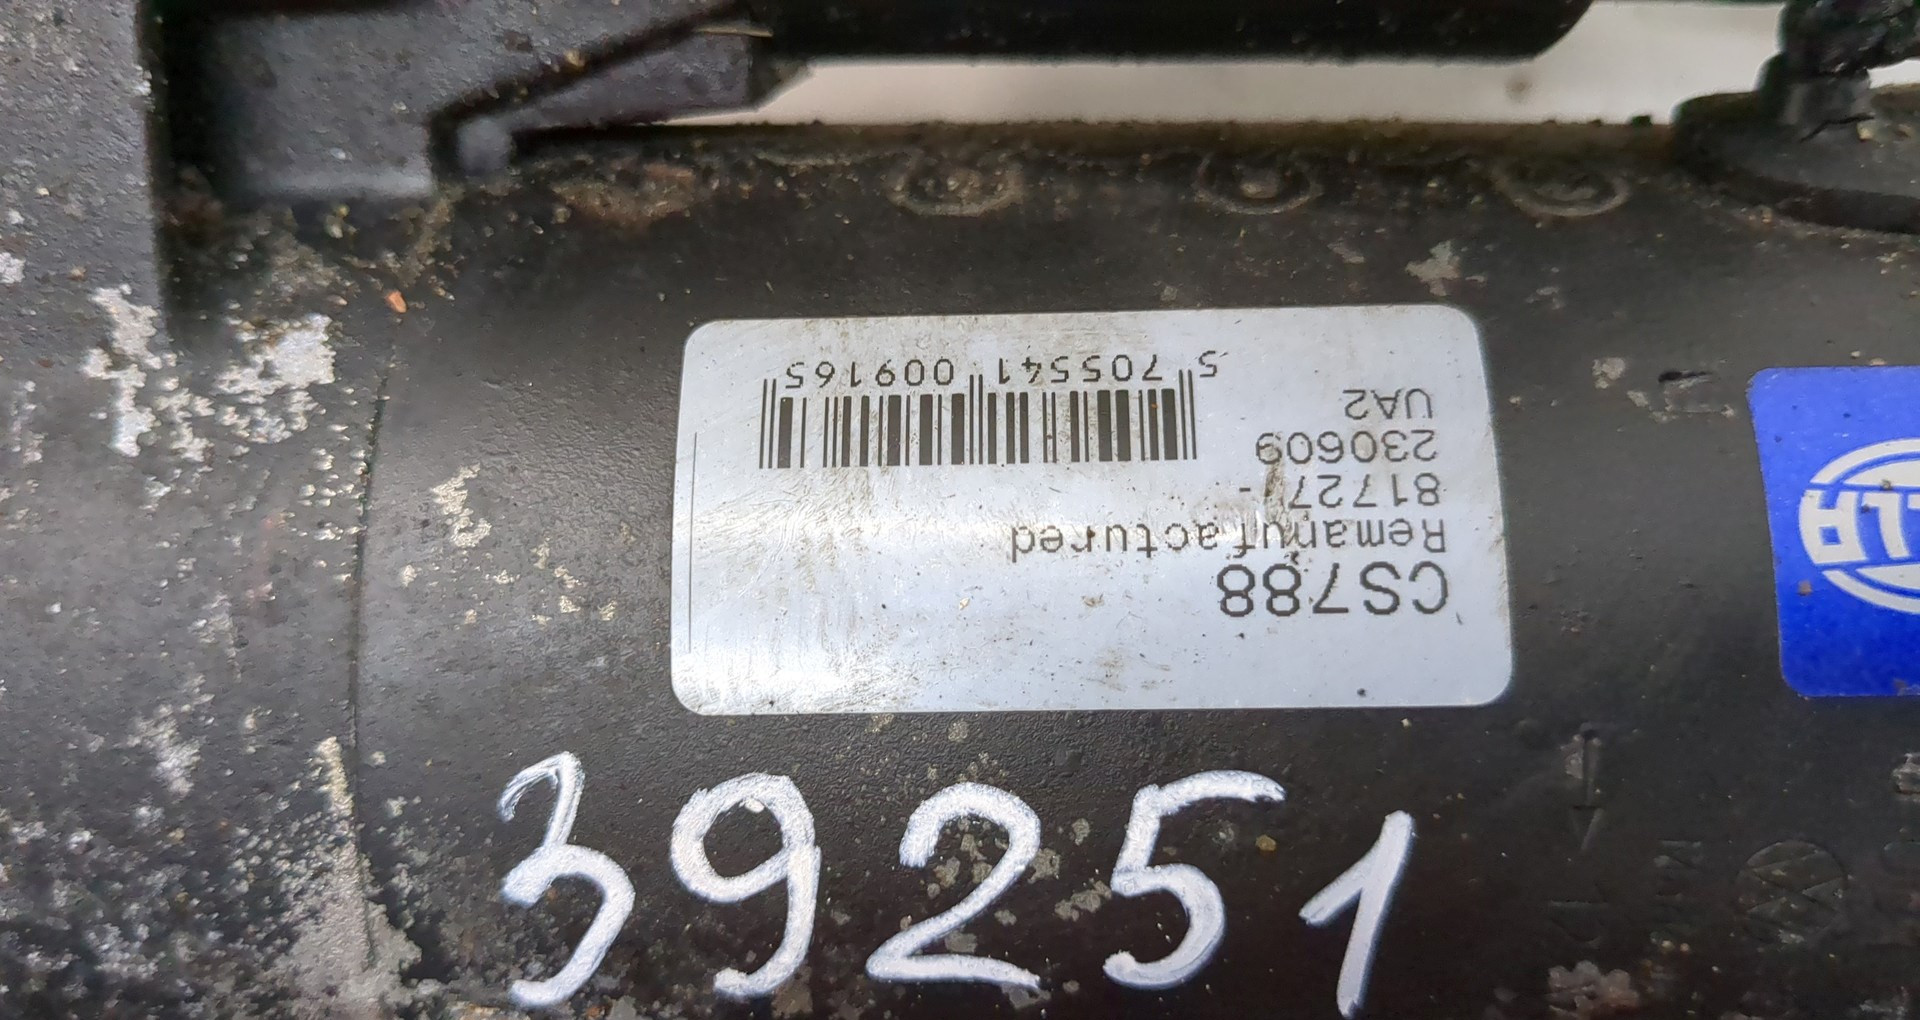 CS788
Remanufactured
81727 -
230609
UA2
5 705541 009165
39251